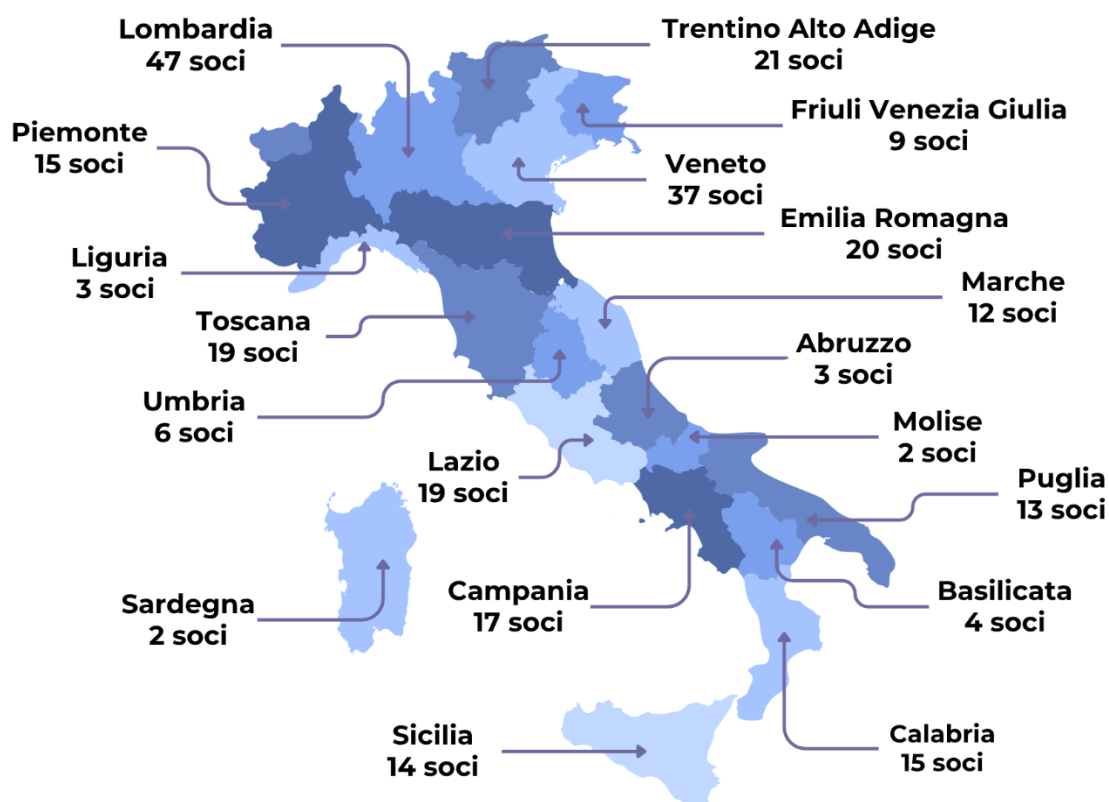 Lombardia
47 soci
Trentino Alto Adige
21 soci
Friuli Venezia Giulia
9 soci
Piemonte
15 soci
Veneto
37 soci
Emilia Romagna
20 soci
Liguria
3 soci
Marche
12 soci
Toscana
19 soci
Abruzzo
3 soci
Umbria
6 soci
Molise
2 soci
Lazio
19 soci
Puglia
13 soci
Sardegna
2 soci
Campania
17 soci
Basilicata
4 soci
Sicilia
14 soci
Calabria
15 soci